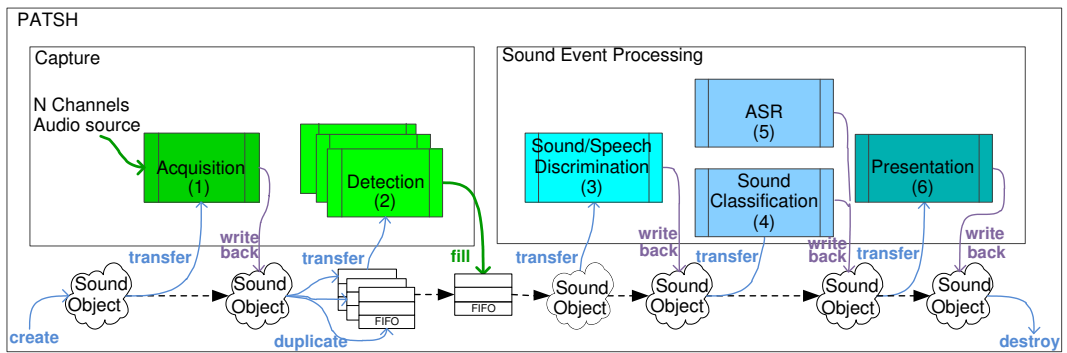 PATSH
Capture
N Channels
Audio source
Acquisition
(1)
Detection
(2)
Sound Event Processing
Sound/Speech
Discrimination
(3)
ASR
(5)
Sound
Classification
(4)
Presentation
(6)
create
Sound
Object
transfer
write
back
Sound
Object
duplicate
transfer
FIFO
fill
FIFO
transfer
Sound
Object
write
back
Sound
Object
transfer
write
back
Sound
Object
transfer
write
back
Sound
Object
destroy